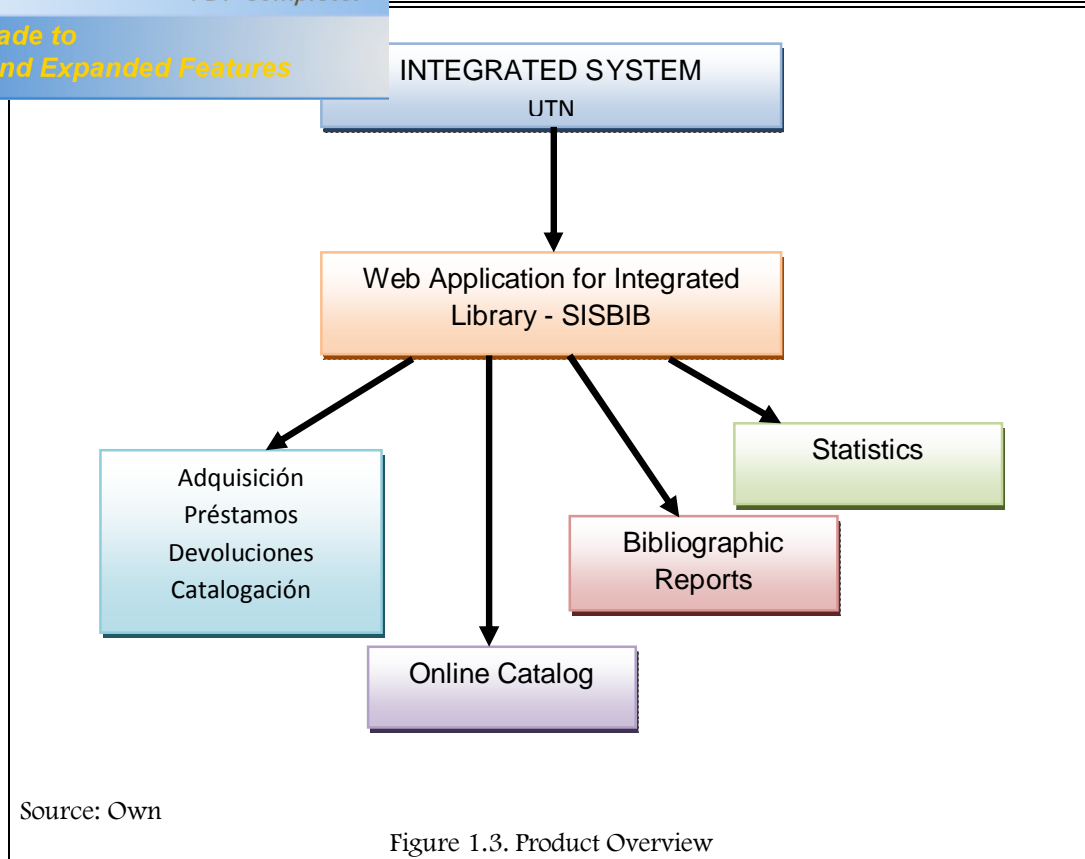 ade to
nd Expanded Features
INTEGRATED SYSTEM
UTN
Web Application for Integrated
Library - SISBIB
Statistics
Adquisición
Préstamos
Devoluciones
Catalogación
Bibliographic
Reports
Online Catalog
Source: Own
Figure 1.3. Product Overview